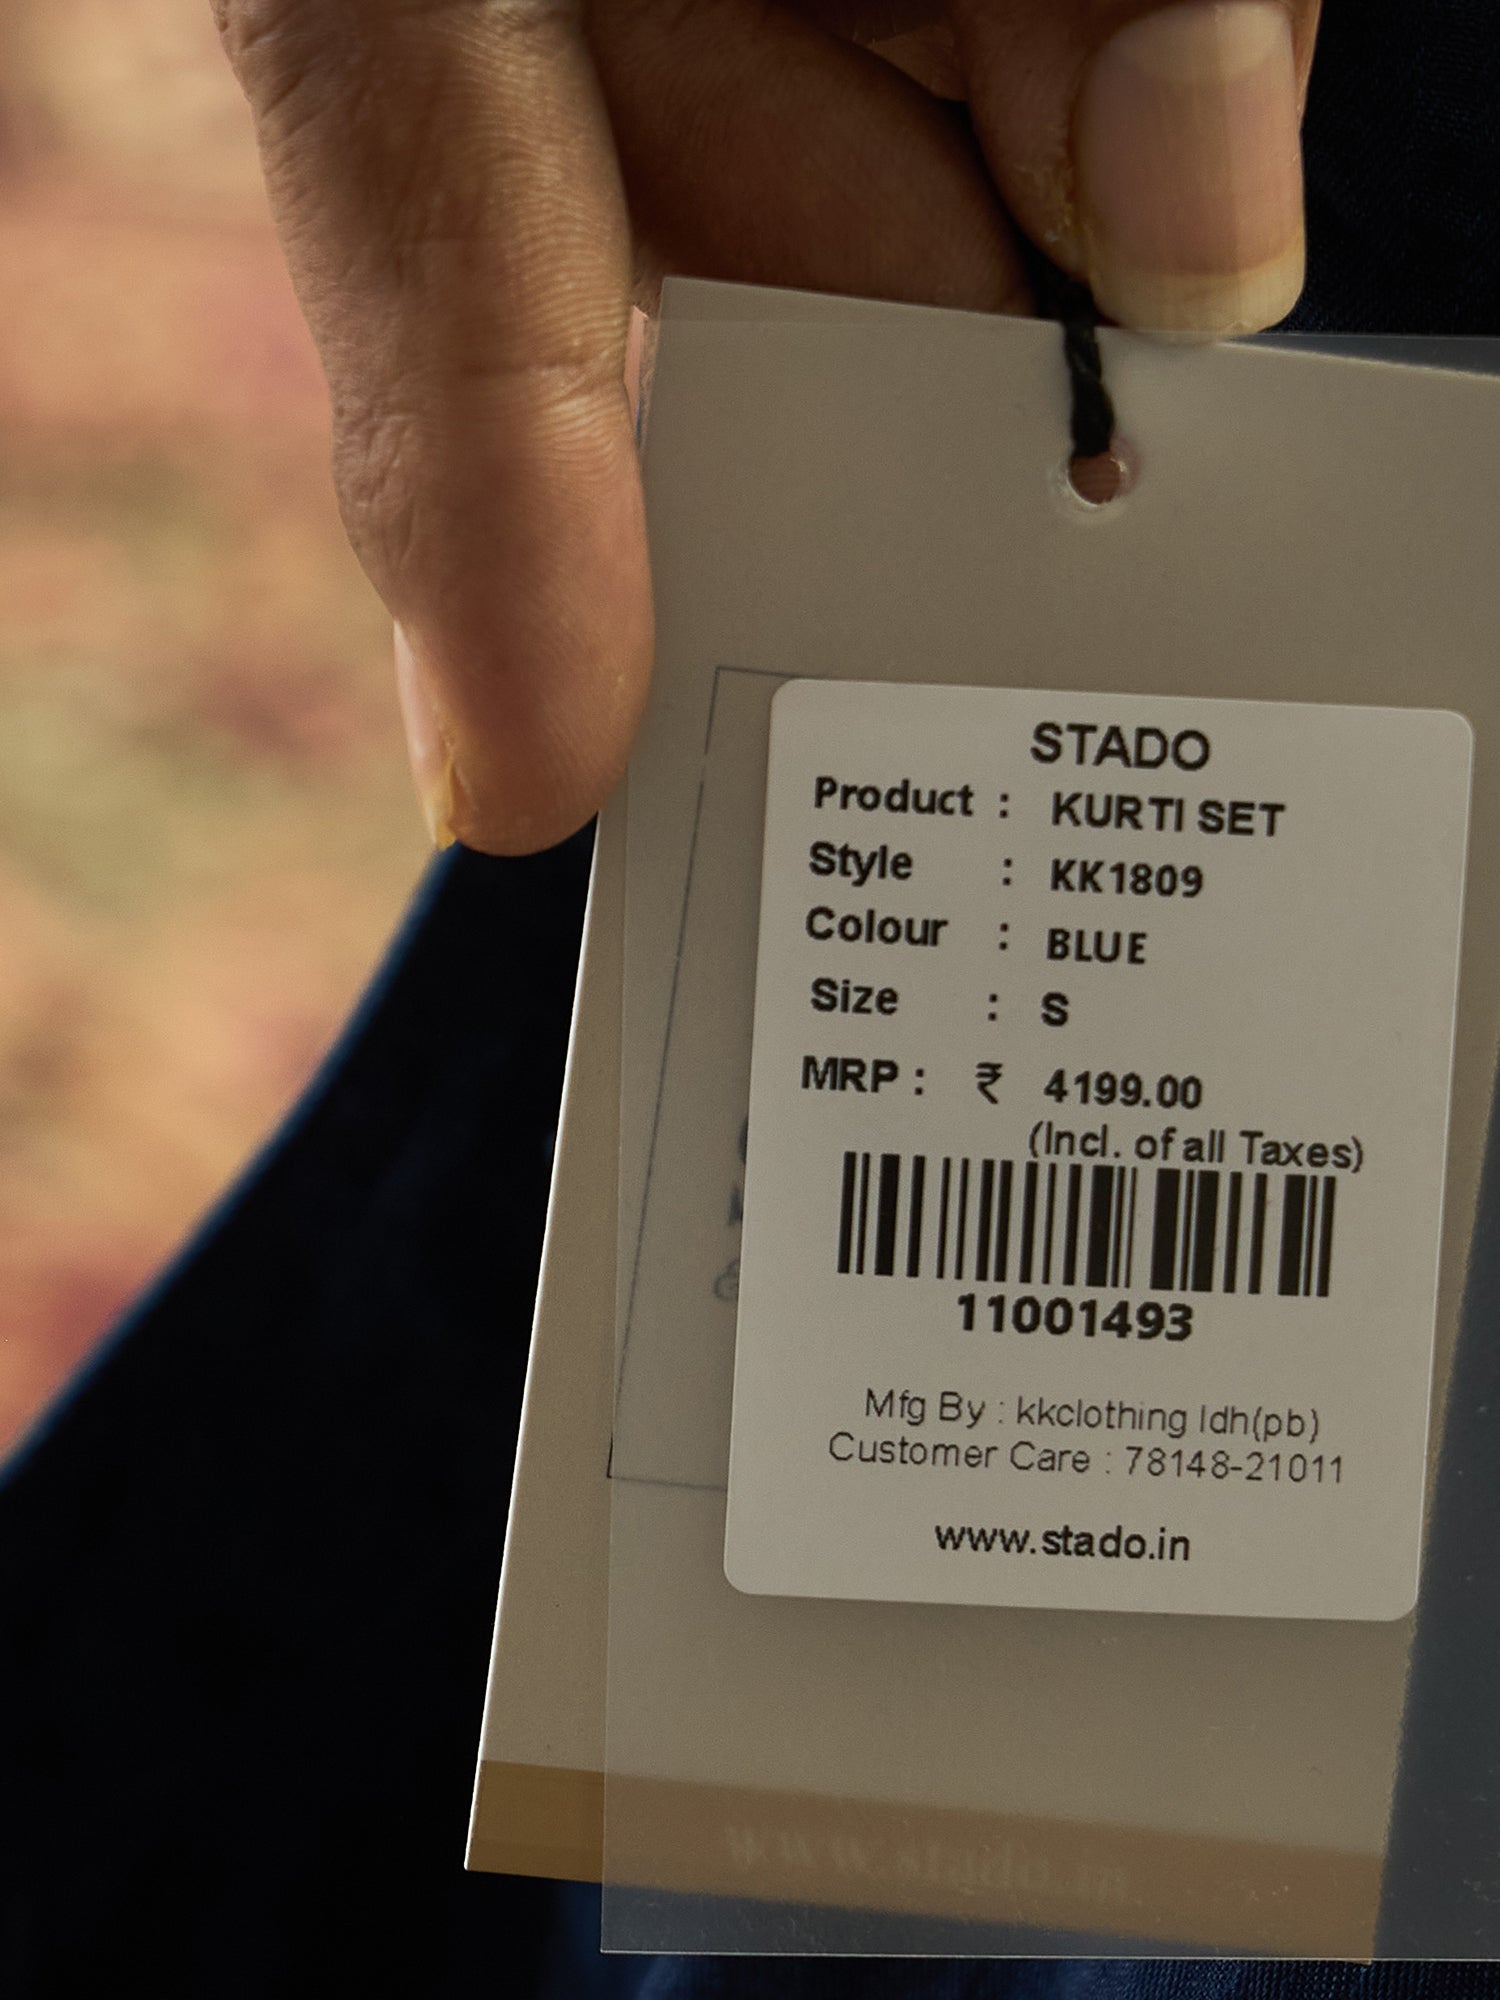 STADO
Product : KURTI SET
Style : KK1809
Colour : BLUE
Size : S
MRP : ₹ 4199.00
(Incl. of all Taxes)
11001493
Mfg By : kkclothing ldh(pb)
Customer Care : 78148-21011
www.stado.in